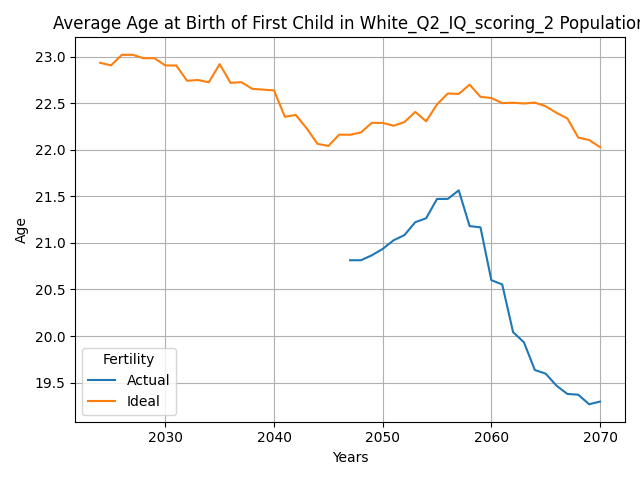 Average Age at Birth of First Child in White_Q2_IQ_scoring_2 Population
23.0
22.5
22.0
21.5
21.0
20.5
20.0
19.5
Age
Fertility
Actual
Ideal
2030
2040
2050
2060
2070
Years